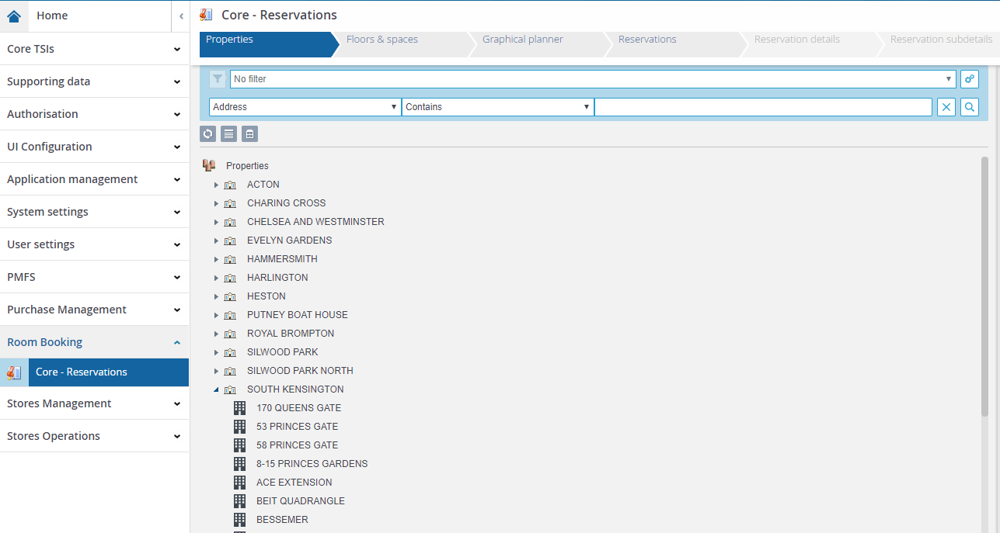 Home
Core TSIs
Supporting data
Authorisation
UI Configuration
Application management
System settings
User settings
PMFS
Purchase Management
Room Booking
Core - Reservations
Stores Management
Stores Operations
Core - Reservations
Properties Floors & spaces Graphical planner Reservations Reservation details Reservation subdetails
No filter
Address Contains
Properties
ACTON
CHARING CROSS
CHELSEA AND WESTMINSTER
EVELYN GARDENS
HAMMERSMITH
HARLINGTON
HESTON
PUTNEY BOAT HOUSE
ROYAL BROMPTON
SILWOOD PARK
SILWOOD PARK NORTH
SOUTH KENSINGTON
170 QUEENS GATE
53 PRINCES GATE
58 PRINCES GATE
8-15 PRINCES GARDENS
ACE EXTENSION
BEIT QUADRANGLE
BESSEMER